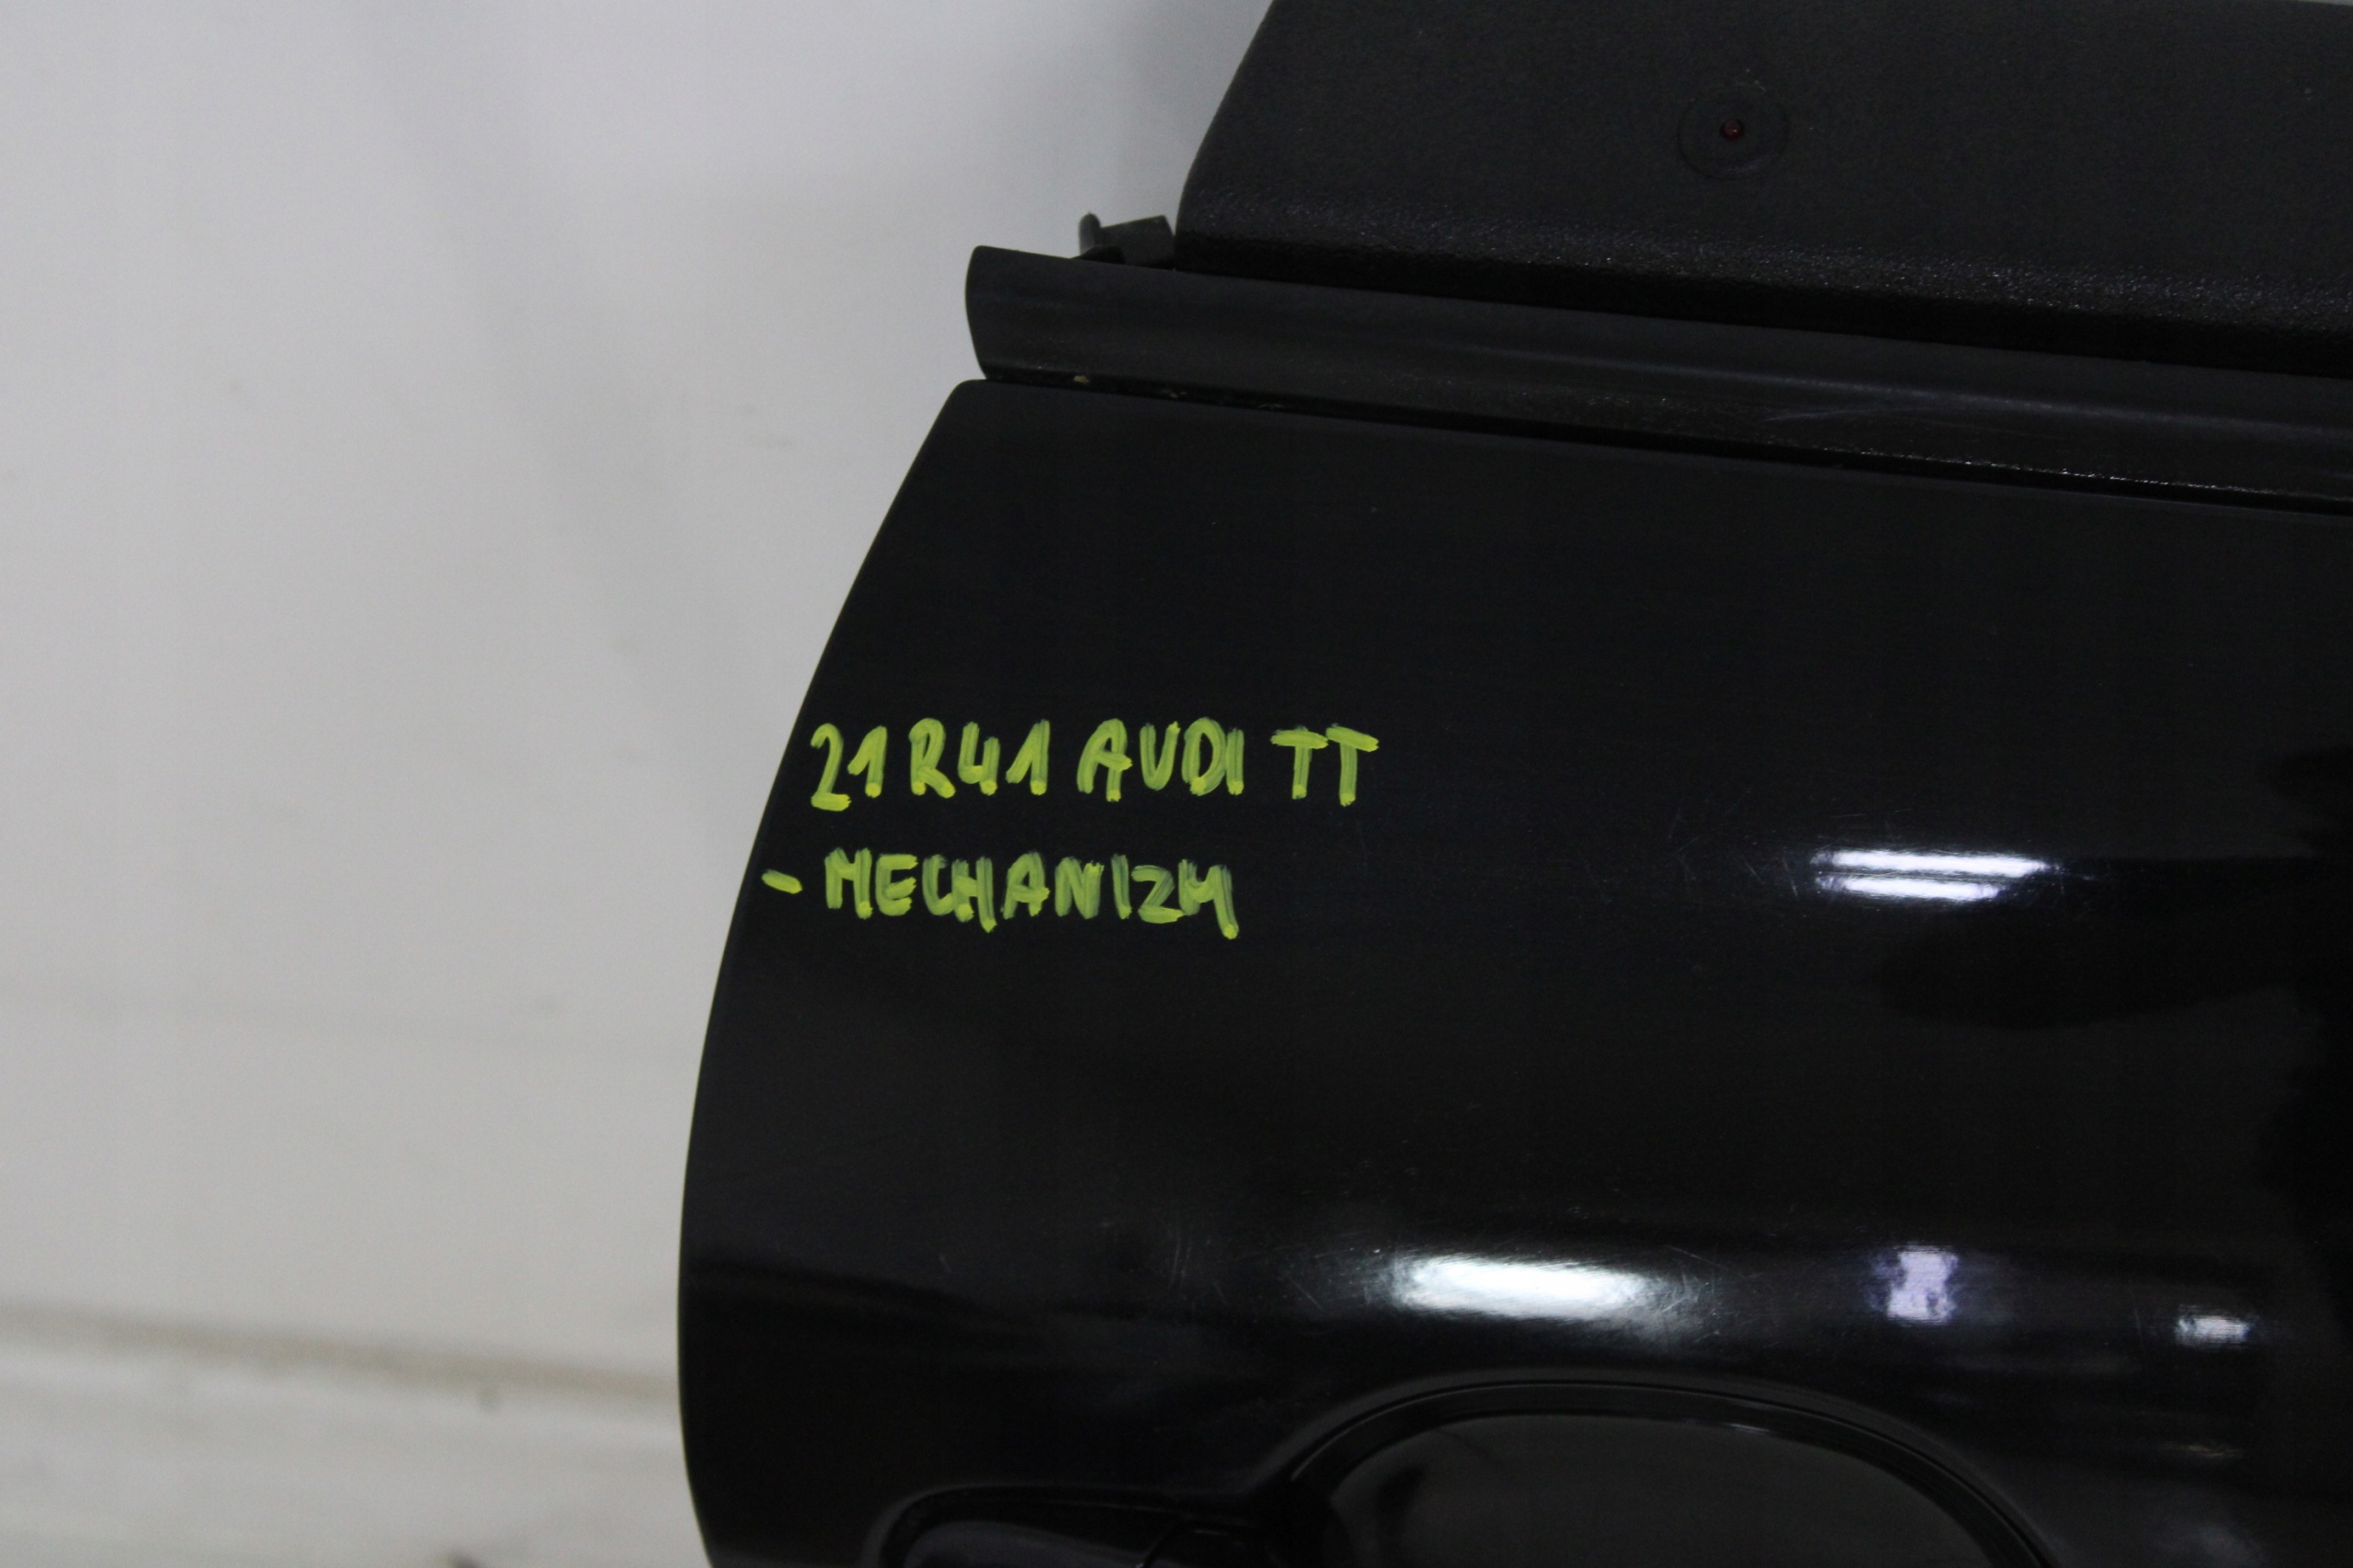 21R41 AUDI TT
- MECHANIZM